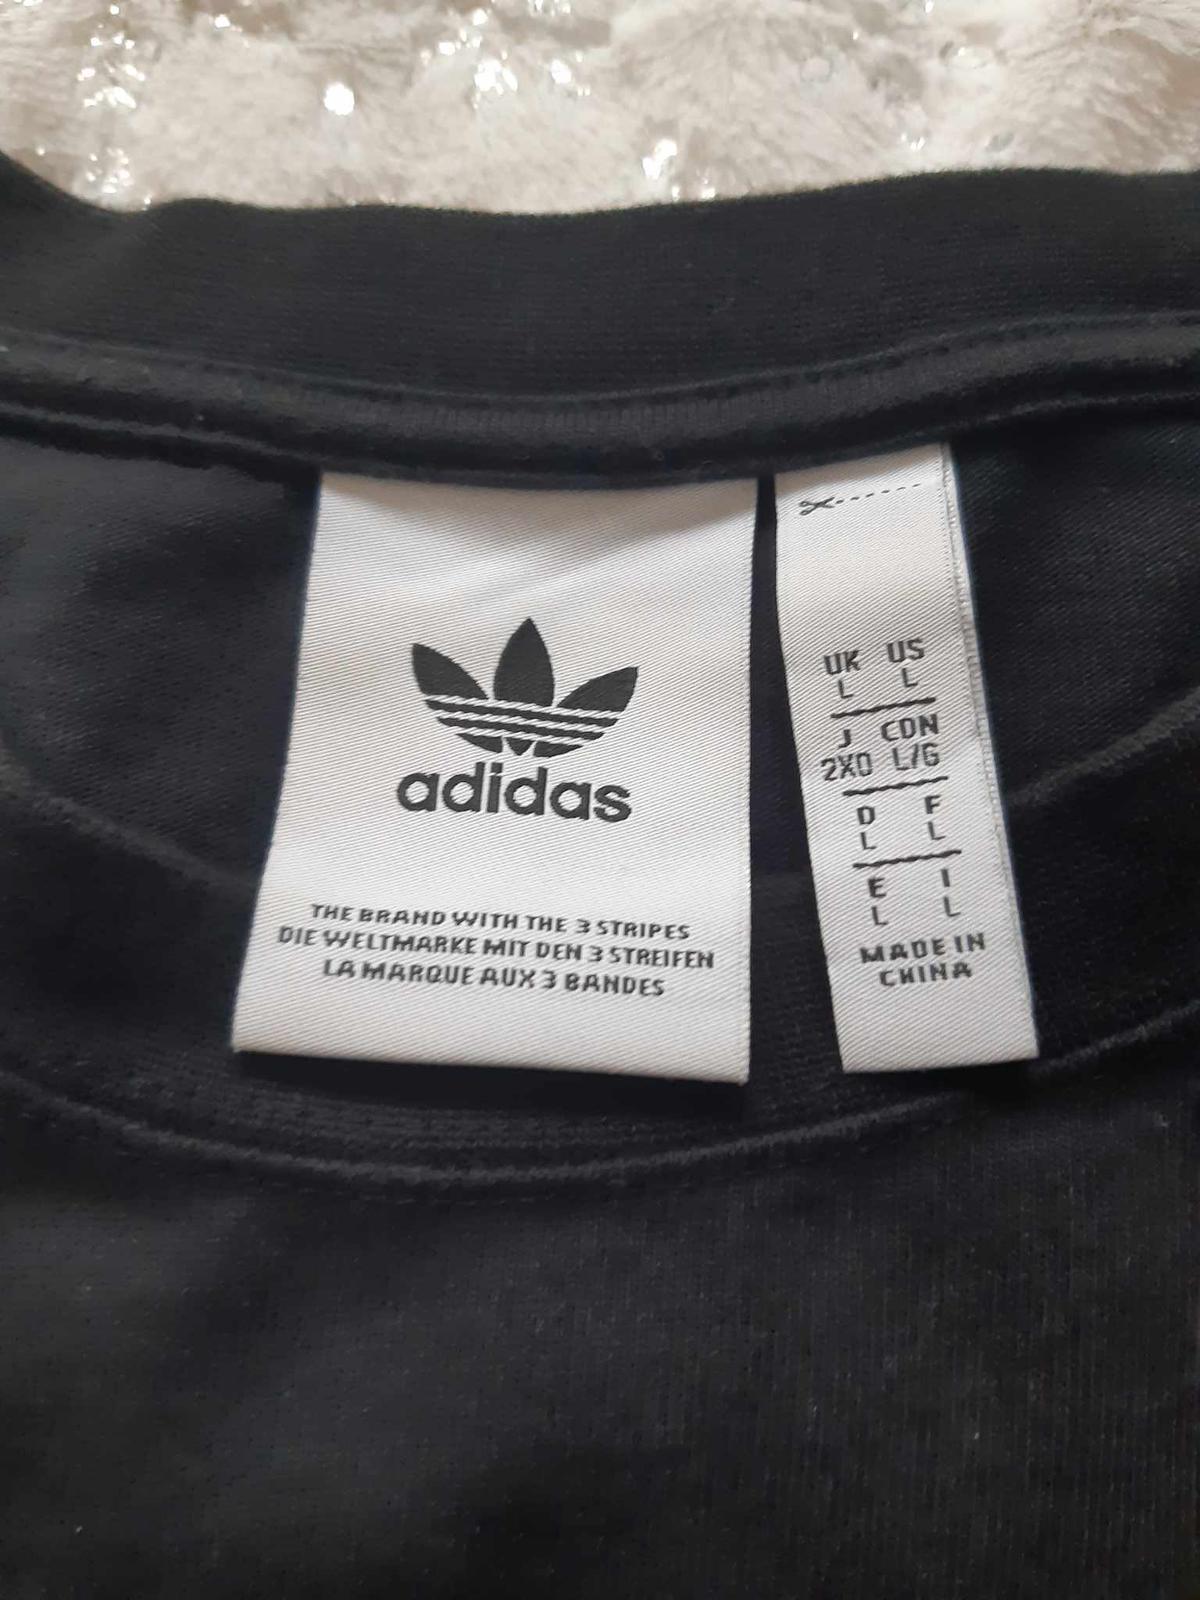 adidas
THE BRAND WITH THE 3 STRIPES
DIE WELTMARKE MIT DEN 3 STREIFEN
LA MARQUE AUX 3 BANDES
UK US
L L
J CDN
2XO L/G
D F
L L
E I
L L
MADE IN
CHINA